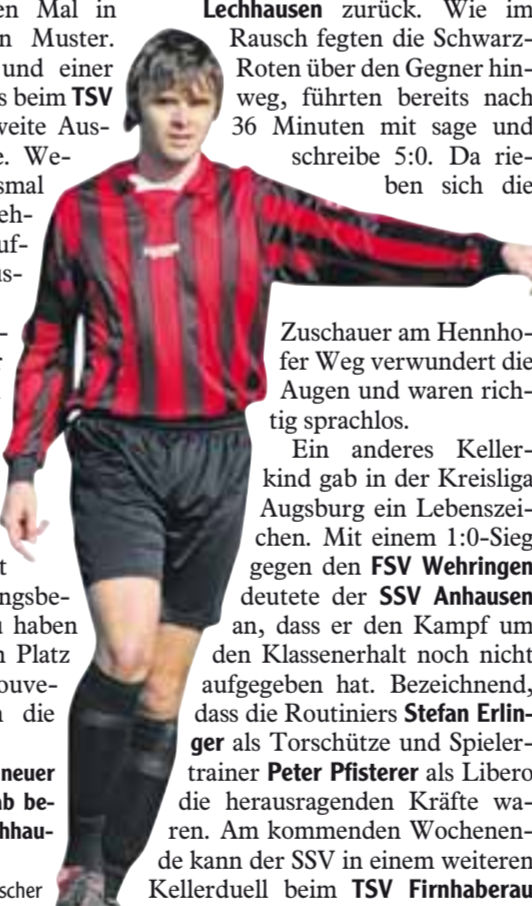 en Mal in
n Muster.
und einer
s beim TSV
weite Aus-
e. We-
smal
eh-
uf-
us-
-
r
t
ngsbe-
u haben
n Platz
ouve-
n die
neuer
ab be-
hhau-
scher
Lechhausen zurück. Wie im
Rausch fegten die Schwarz-
Roten über den Gegner hin-
weg, führten bereits nach
36 Minuten mit sage und
schreibe 5:0. Da rie-
ben sich die
Zuschauer am Hennho-
fer Weg verwundert die
Augen und waren rich-
tig sprachlos.
Ein anderes Keller-
kind gab in der Kreisliga
Augsburg ein Lebenszei-
chen. Mit einem 1:0-Sieg
gegen den FSV Wehringen
deutete der SSV Anhausen
an, dass er den Kampf um
den Klassenerhalt noch nicht
aufgegeben hat. Bezeichnend,
dass die Routiniers Stefan Erlin-
ger als Torschütze und Spieler-
trainer Peter Pfisterer als Libero
die herausragenden Kräfte wa-
ren. Am kommenden Wochenen-
de kann der SSV in einem weiteren
Kellerduell beim TSV Firnhaberau